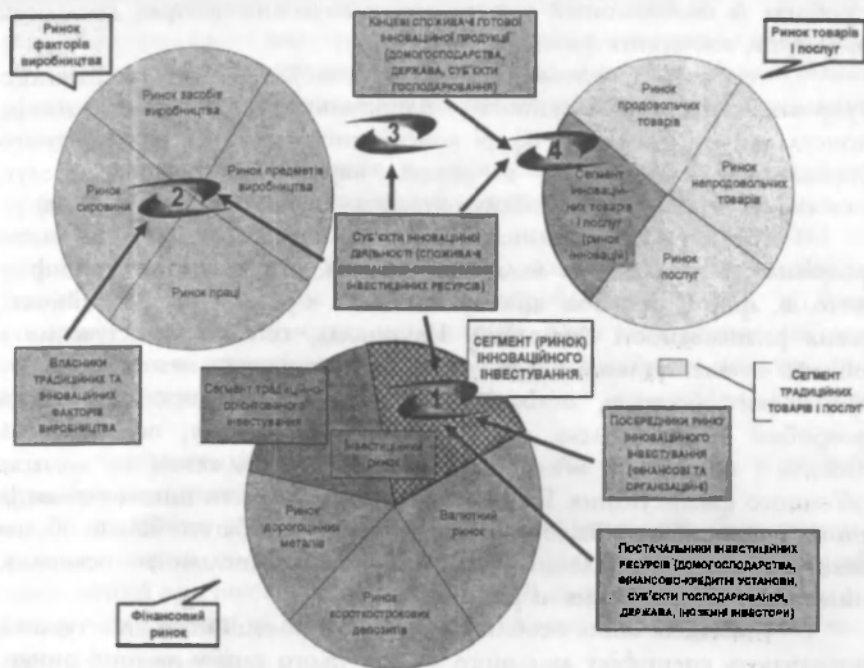 Ринок
факторів
виробництва
КІНЦЕВІ СПОЖИВАЧІ ГОТОВОЇ
ІННОВАЦІЙНОЇ ПРОДУКЦІЇ
(ДОМОГОСПОДАРСТВА,
ДЕРЖАВА, СУБ'ЄКТИ
ГОСПОДАРЮВАННЯ)
Ринок товарів
і послуг
Ринок засобів
виробництва
Ринок предметів
виробництва
Ринок
сировини
2
Ринок праці
3
4
Ринок
продовольчих
товарів
Ринок
непродовольчих
товарів
Сегмент
інновацій-
них товарів
і послуг
(ринок
інновацій)
Ринок
послуг
СУБ'ЄКТИ ІННОВАЦІЙНОЇ
ДІЯЛЬНОСТІ (СПОЖИВАЧІ
ІНВЕСТИЦІЙНИХ РЕСУРСІВ)
ВЛАСНИКИ
ТРАДИЦІЙНИХ ТА
ІННОВАЦІЙНИХ
ФАКТОРІВ
ВИРОБНИЦТВА
СЕГМЕНТ (РИНОК)
ІННОВАЦІЙНОГО
ІНВЕСТУВАННЯ
СЕГМЕНТ
ТРАДИЦІЙНИХ
ТОВАРІВ І ПОСЛУГ
Сегмент традиційно
орієнтованого
інвестування
1
Інвестиційний
ринок
ПОСЕРЕДНИКИ РИНКУ
ІННОВАЦІЙНОГО
ІНВЕСТУВАННЯ
(ФІНАНСОВІ ТА
ОРГАНІЗАЦІЙНІ)
Ринок
дорогоцінних
металів
Валютний
ринок
Ринок
короткострокових
депозитів
ПОСТАЧАЛЬНИКИ ІНВЕСТИЦІЙНИХ
РЕСУРСІВ (ДОМОГОСПОДАРСТВА,
ФІНАНСОВО-КРЕДИТНІ УСТАНОВИ,
СУБ'ЄКТИ ГОСПОДАРЮВАННЯ,
ДЕРЖАВА, ІНОЗЕМНІ ІНВЕСТОРИ)
Фінансовий
ринок